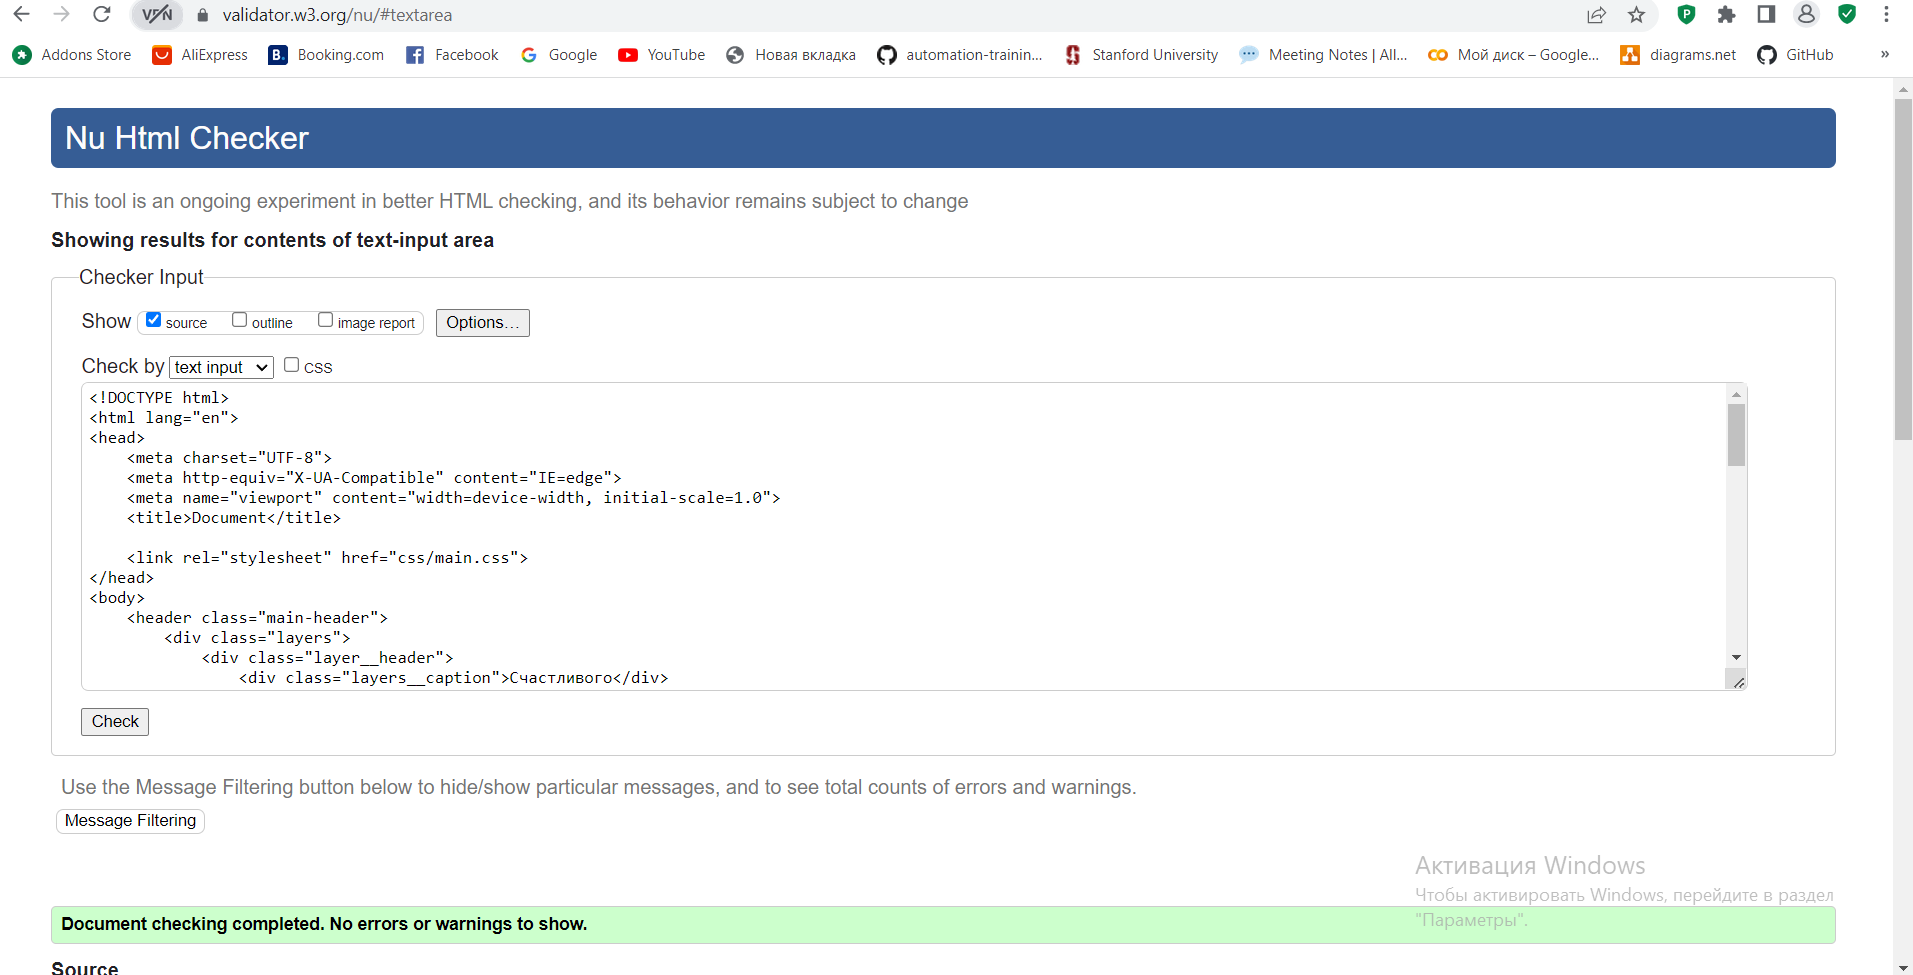 VPN validator.w3.org/nu/#textarea
Addons Store AliExpress Booking.com Facebook Google YouTube Новая вкладка automation-trainin... Stanford University Meeting Notes | All... Мой диск – Google... diagrams.net GitHub »
Nu Html Checker
This tool is an ongoing experiment in better HTML checking, and its behavior remains subject to change
Showing results for contents of text-input area
Checker Input
Show source outline image report Options...
Check by text input CSS
<!DOCTYPE html>
<html lang="en">
<head>
    <meta charset="UTF-8">
    <meta http-equiv="X-UA-Compatible" content="IE=edge">
    <meta name="viewport" content="width=device-width, initial-scale=1.0">
    <title>Document</title>
    <link rel="stylesheet" href="css/main.css">
</head>
<body>
    <header class="main-header">
        <div class="layers">
            <div class="layer__header">
                <div class="layers__caption">Счастливого</div>
Check
Use the Message Filtering button below to hide/show particular messages, and to see total counts of errors and warnings.
Message Filtering
Активация Windows
Чтобы активировать Windows, перейдите в раздел
"Параметры".
Document checking completed. No errors or warnings to show.
Source